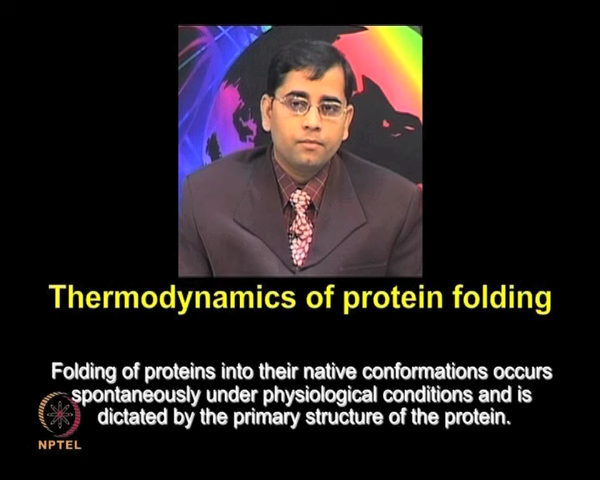 Thermodynamics of protein folding
Folding of proteins into their native conformations occurs
spontaneously under physiological conditions and is
dictated by the primary structure of the protein.
NPTEL